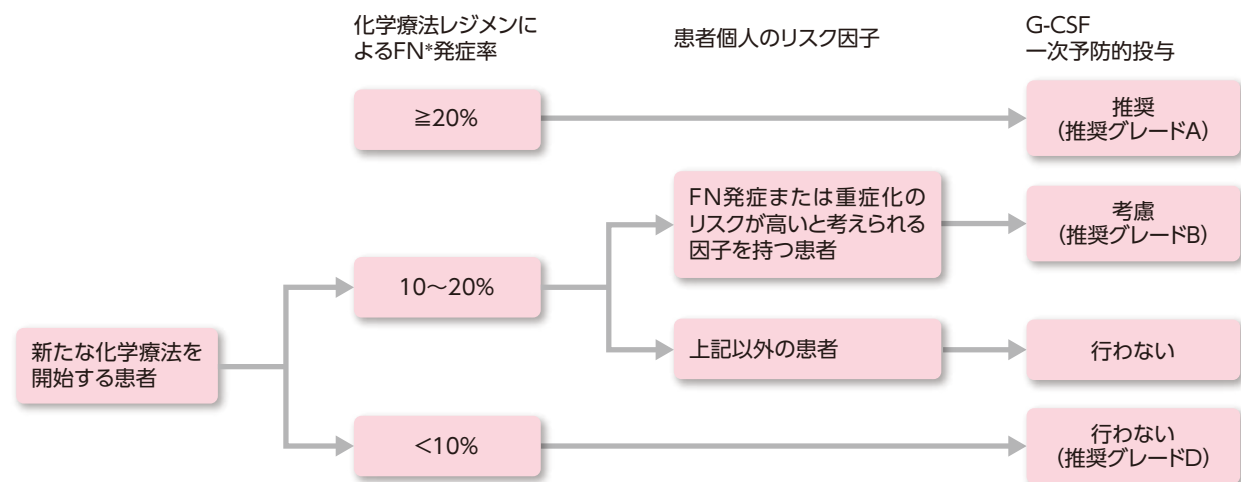 化学療法レジメンに
よるFN*発症率
患者個人のリスク因子
G-CSF
一次予防的投与
≧20%
推奨
(推奨グレードA)
FN発症または重症化の
リスクが高いと考えられる
因子を持つ患者
考慮
(推奨グレードB)
10〜20%
新たな化学療法を
開始する患者
上記以外の患者
行わない
<10%
行わない
(推奨グレードD)